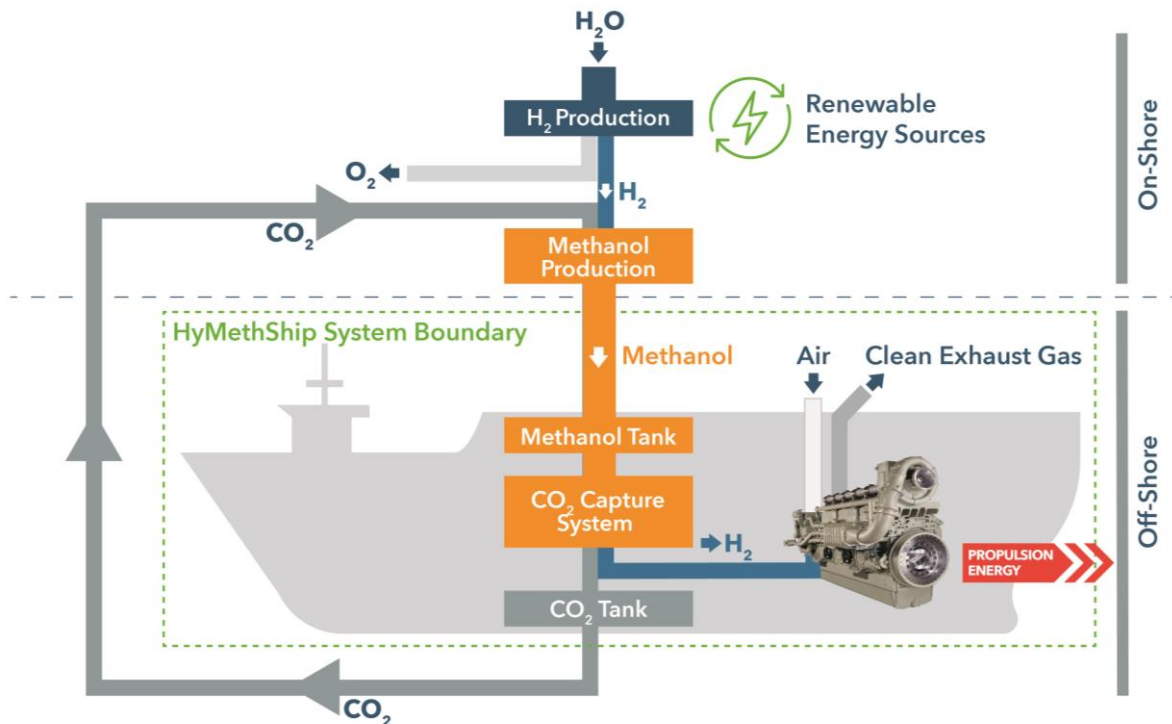 H₂O
H₂ Production
Renewable
Energy Sources
O₂
H₂
CO₂
Methanol
Production
On-Shore
HyMethShip System Boundary
Methanol
Air
Clean Exhaust Gas
Methanol Tank
CO₂ Capture
System
H₂
PROPULSION
ENERGY
CO₂ Tank
CO₂
Off-Shore